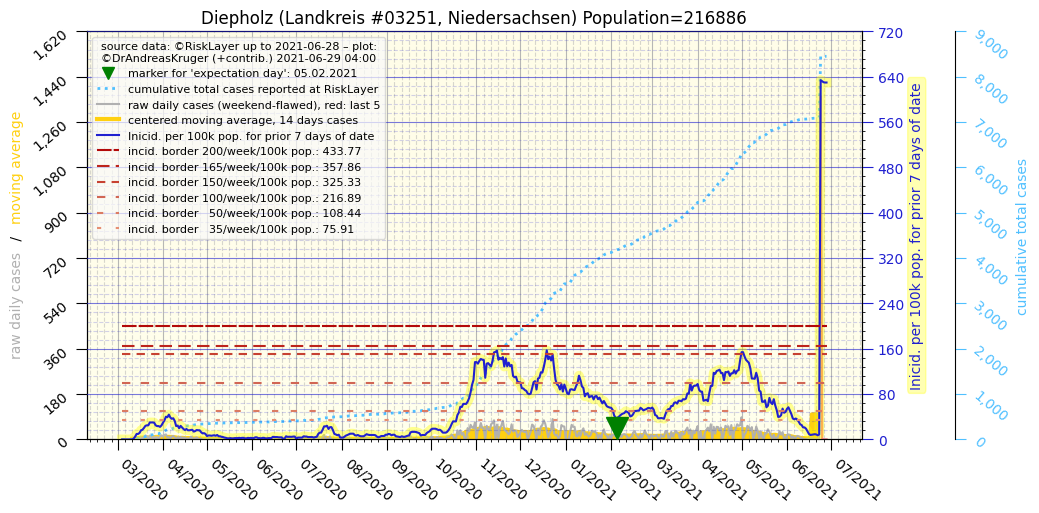 Diepholz (Landkreis #03251, Niedersachsen) Population=216886
source data: ©RiskLayer up to 2021-06-28 – plot:
©DrAndreasKruger (+contrib.) 2021-06-29 04:00
marker for 'expectation day': 05.02.2021
cumulative total cases reported at RiskLayer
raw daily cases (weekend-flawed), red: last 5
centered moving average, 14 days cases
Inicid. per 100k pop. for prior 7 days of date
incid. border 200/week/100k pop.: 433.77
incid. border 165/week/100k pop.: 357.86
incid. border 150/week/100k pop.: 325.33
incid. border 100/week/100k pop.: 216.89
incid. border 50/week/100k pop.: 108.44
incid. border 35/week/100k pop.: 75.91
raw daily cases / moving average
1,620
1,440
1,260
1,080
900
720
540
360
180
0
03/2020
04/2020
05/2020
06/2020
07/2020
08/2020
09/2020
10/2020
11/2020
12/2020
01/2021
02/2021
03/2021
04/2021
05/2021
06/2021
07/2021
720
640
560
480
400
320
240
160
80
0
Inicid. per 100k pop. for prior 7 days of date
9,000
8,000
7,000
6,000
5,000
4,000
3,000
2,000
1,000
0
cumulative total cases